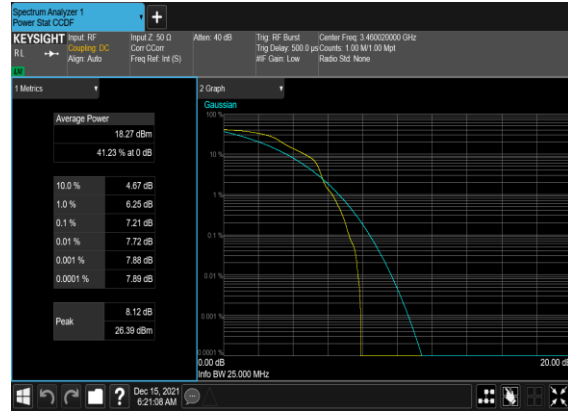 Spectrum Analyzer 1
Power Stat CCDF
KEYSIGHT
RL
Input: RF
Coupling: DC
Align: Auto
Input Z: 50 Ω
Corr CCorr
Freq Ref: Int (S)
Atten: 40 dB
Trig: RF Burst
Trig Delay: 500.0 µs
#IF Gain: Low
Center Freq: 3.460020000 GHz
Counts: 1.00 M/1.00 Mpt
Radio Std: None
1 Metrics
Average Power
18.27 dBm
41.23 % at 0 dB
10.0 % 4.67 dB
1.0 % 6.25 dB
0.1 % 7.21 dB
0.01 % 7.72 dB
0.001 % 7.88 dB
0.0001 % 7.89 dB
Peak
8.12 dB
26.39 dBm
2 Graph
Gaussian
100 %
10 %
1 %
0.1 %
0.01 %
0.001 %
0.0001 %
0.00 dB
20.00 dB
Info BW 25.000 MHz
?
Dec 15, 2021
6:21:08 AM